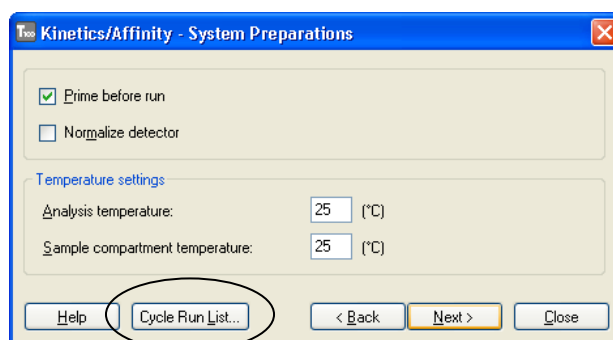 T100 Kinetics/Affinity - System Preparations
Prime before run
Normalize detector
Temperature settings
Analysis temperature: 25 (°C)
Sample compartment temperature: 25 (°C)
Help Cycle Run List... < Back Next > Close